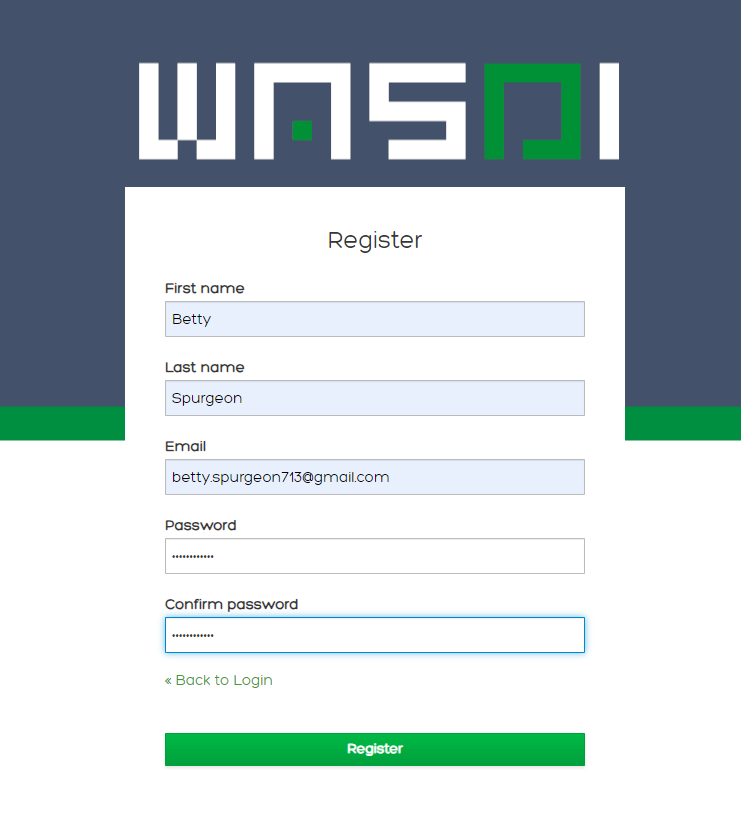 WASDI
Register
First name
Betty
Last name
Spurgeon
Email
betty.spurgeon713@gmail.com
Password
••••••••••••
Confirm password
••••••••••••
« Back to Login
Register